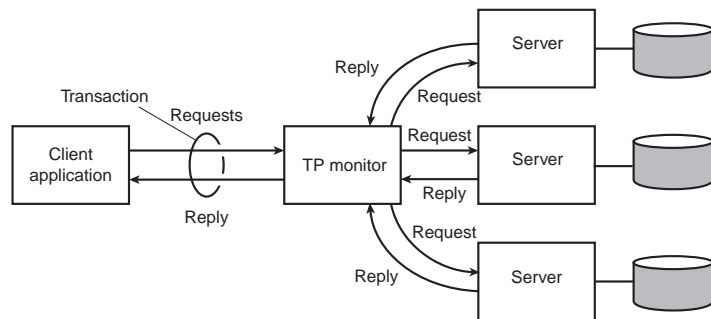 Server
Reply
Request
Transaction
Requests
Client
application
TP monitor
Request
Server
Reply
Reply
Request
Reply
Server